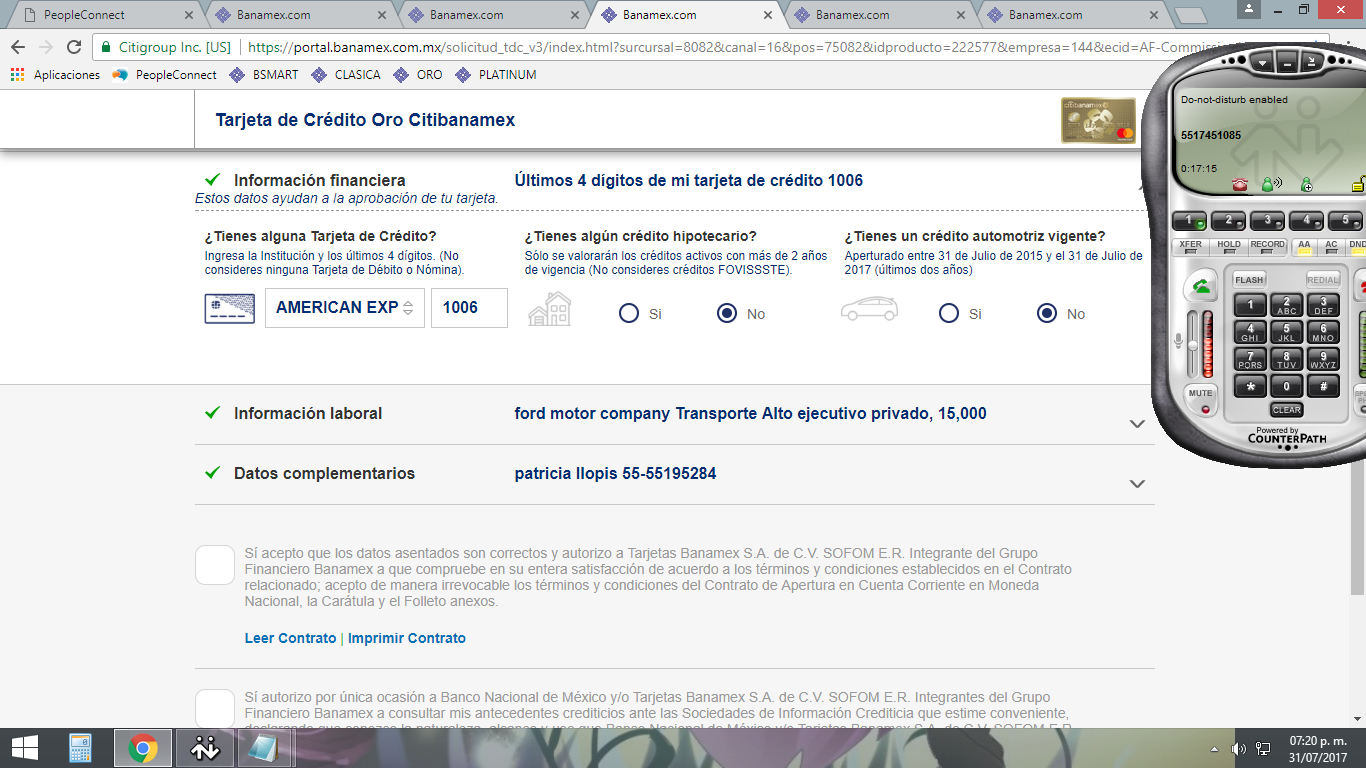 PeopleConnect
Banamex.com
Banamex.com
Banamex.com
Banamex.com
Banamex.com
Citigroup Inc. [US] https://portal.banamex.com.mx/solicitud_tdc_v3/index.html?surcursal=8082&canal=16&pos=75082&idproducto=222577&empresa=144&ecid=AF-Commissi
Aplicaciones PeopleConnect BSMART CLASICA ORO PLATINUM
Tarjeta de Crédito Oro Citibanamex
Información financiera Últimos 4 dígitos de mi tarjeta de crédito 1006
Estos datos ayudan a la aprobación de tu tarjeta.
¿Tienes alguna Tarjeta de Crédito?
Ingresa la Institución y los últimos 4 dígitos. (No
consideres ninguna Tarjeta de Débito o Nómina).
AMERICAN EXP 1006
¿Tienes algún crédito hipotecario?
Sólo se valorarán los créditos activos con más de 2 años
de vigencia (No consideres créditos FOVISSSTE).
Si No
¿Tienes un crédito automotriz vigente?
Aperturado entre 31 de Julio de 2015 y el 31 de Julio de
2017 (últimos dos años)
Si No
Información laboral ford motor company Transporte Alto ejecutivo privado, 15,000
Datos complementarios patricia llopis 55-55195284
Sí acepto que los datos asentados son correctos y autorizo a Tarjetas Banamex S.A. de C.V. SOFOM E.R. Integrante del Grupo
Financiero Banamex a que compruebe en su entera satisfacción de acuerdo a los términos y condiciones establecidos en el Contrato
relacionado; acepto de manera irrevocable los términos y condiciones del Contrato de Apertura en Cuenta Corriente en Moneda
Nacional, la Carátula y el Folleto anexos.
Leer Contrato | Imprimir Contrato
Sí autorizo por única ocasión a Banco Nacional de México y/o Tarjetas Banamex S.A. de C.V. SOFOM E.R. Integrantes del Grupo
Financiero Banamex a consultar mis antecedentes crediticios ante las Sociedades de Información Crediticia que estime conveniente,
Do-not-disturb enabled
5517451085
0:17:15
1 2 3 4 5
XFER HOLD RECORD AA AC DND
FLASH REDIAL
1 2 ABC 3 DEF
4 GHI 5 JKL 6 MNO
7 PQRS 8 TUV 9 WXYZ
* 0 #
MUTE
CLEAR
Powered by
COUNTERPATH
07:20 p. m.
31/07/2017